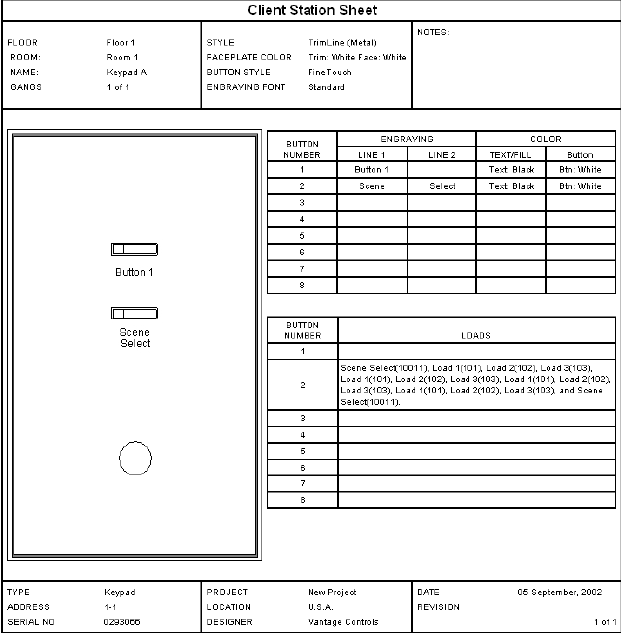 Client Station Sheet
FLOOR Floor 1
ROOM: Room 1
NAME: Keypad A
GANGS 1 of 1
STYLE TrimLine (Metal)
FACEPLATE COLOR Trim: White Face: White
BUTTON STYLE FineTouch
ENGRAVING FONT Standard
NOTES:
Button 1
Scene
Select
BUTTON NUMBER ENGRAVING COLOR
LINE 1 LINE 2 TEXT/FILL Button
1 Button 1 Text: Black Btn: White
2 Scene Select Text: Black Btn: White
3
4
5
6
7
8
BUTTON NUMBER LOADS
1
2
Scene Select(10011), Load 1(101), Load 2(102), Load 3(103),
Load 1(101), Load 2(102), Load 3(103), Load 1(101), Load 2(102),
Load 3(103), Load 1(101), Load 2(102), Load 3(103), and Scene
Select(10011).
3
4
5
6
7
8
TYPE Keypad
ADDRESS 1-1
SERIAL NO 0293066
PROJECT New Project
LOCATION U.S.A.
DESIGNER Vantage Controls
DATE 05 September, 2002
REVISION
1 of 1